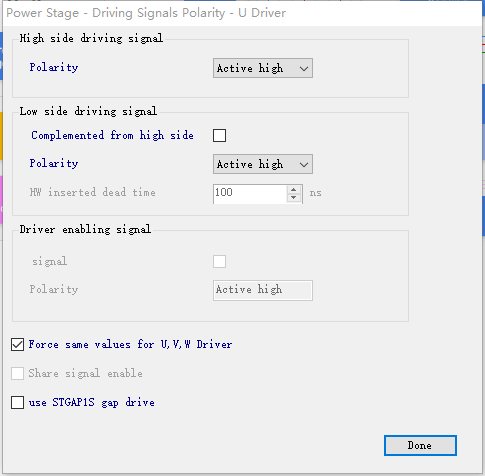 Power Stage - Driving Signals Polarity - U Driver
High side driving signal
Polarity Active high
Low side driving signal
Complemented from high side
Polarity Active high
HW inserted dead time 100 ns
Driver enabling signal
signal
Polarity Active high
Force same values for U,V,W Driver
Share signal enable
use STGAP1S gap drive
Done